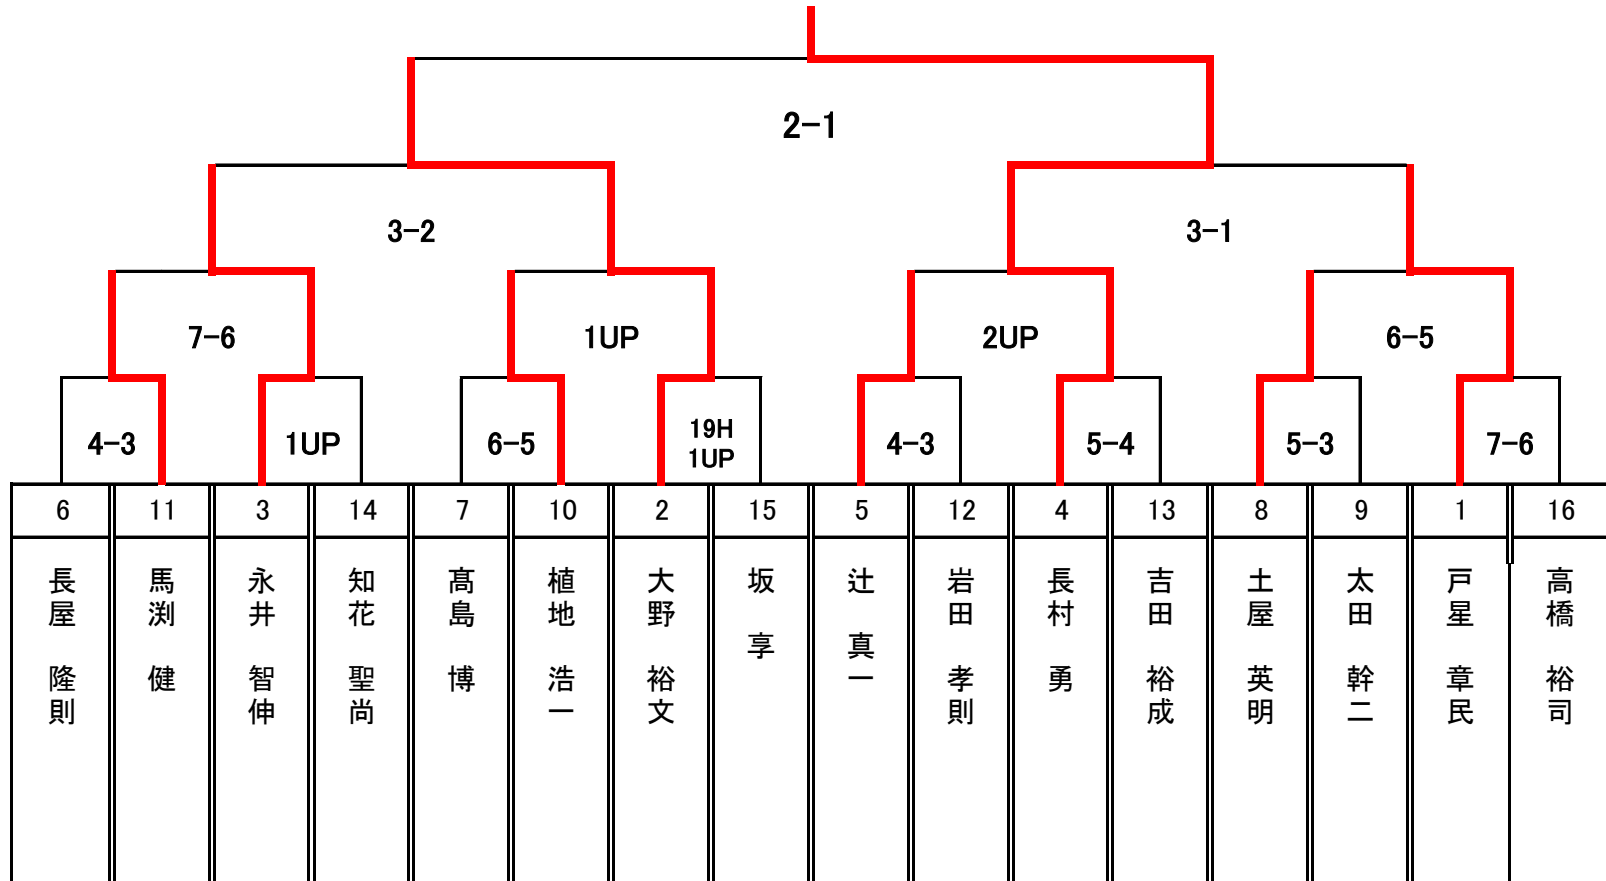 2-1
3-2
3-1
7-6
1UP
2UP
6-5
4-3
1UP
6-5
19H
1UP
4-3
5-4
5-3
7-6
6
11
3
14
7
10
2
15
5
12
4
13
8
9
1
16
長屋 隆則
馬渕 健
永井 智伸
知花 聖尚
髙島 博
植地 浩一
大野 裕文
坂 享
辻 真一
岩田 孝則
長村 勇
吉田 裕成
土屋 英明
太田 幹二
戸星 章民
高橋 裕司